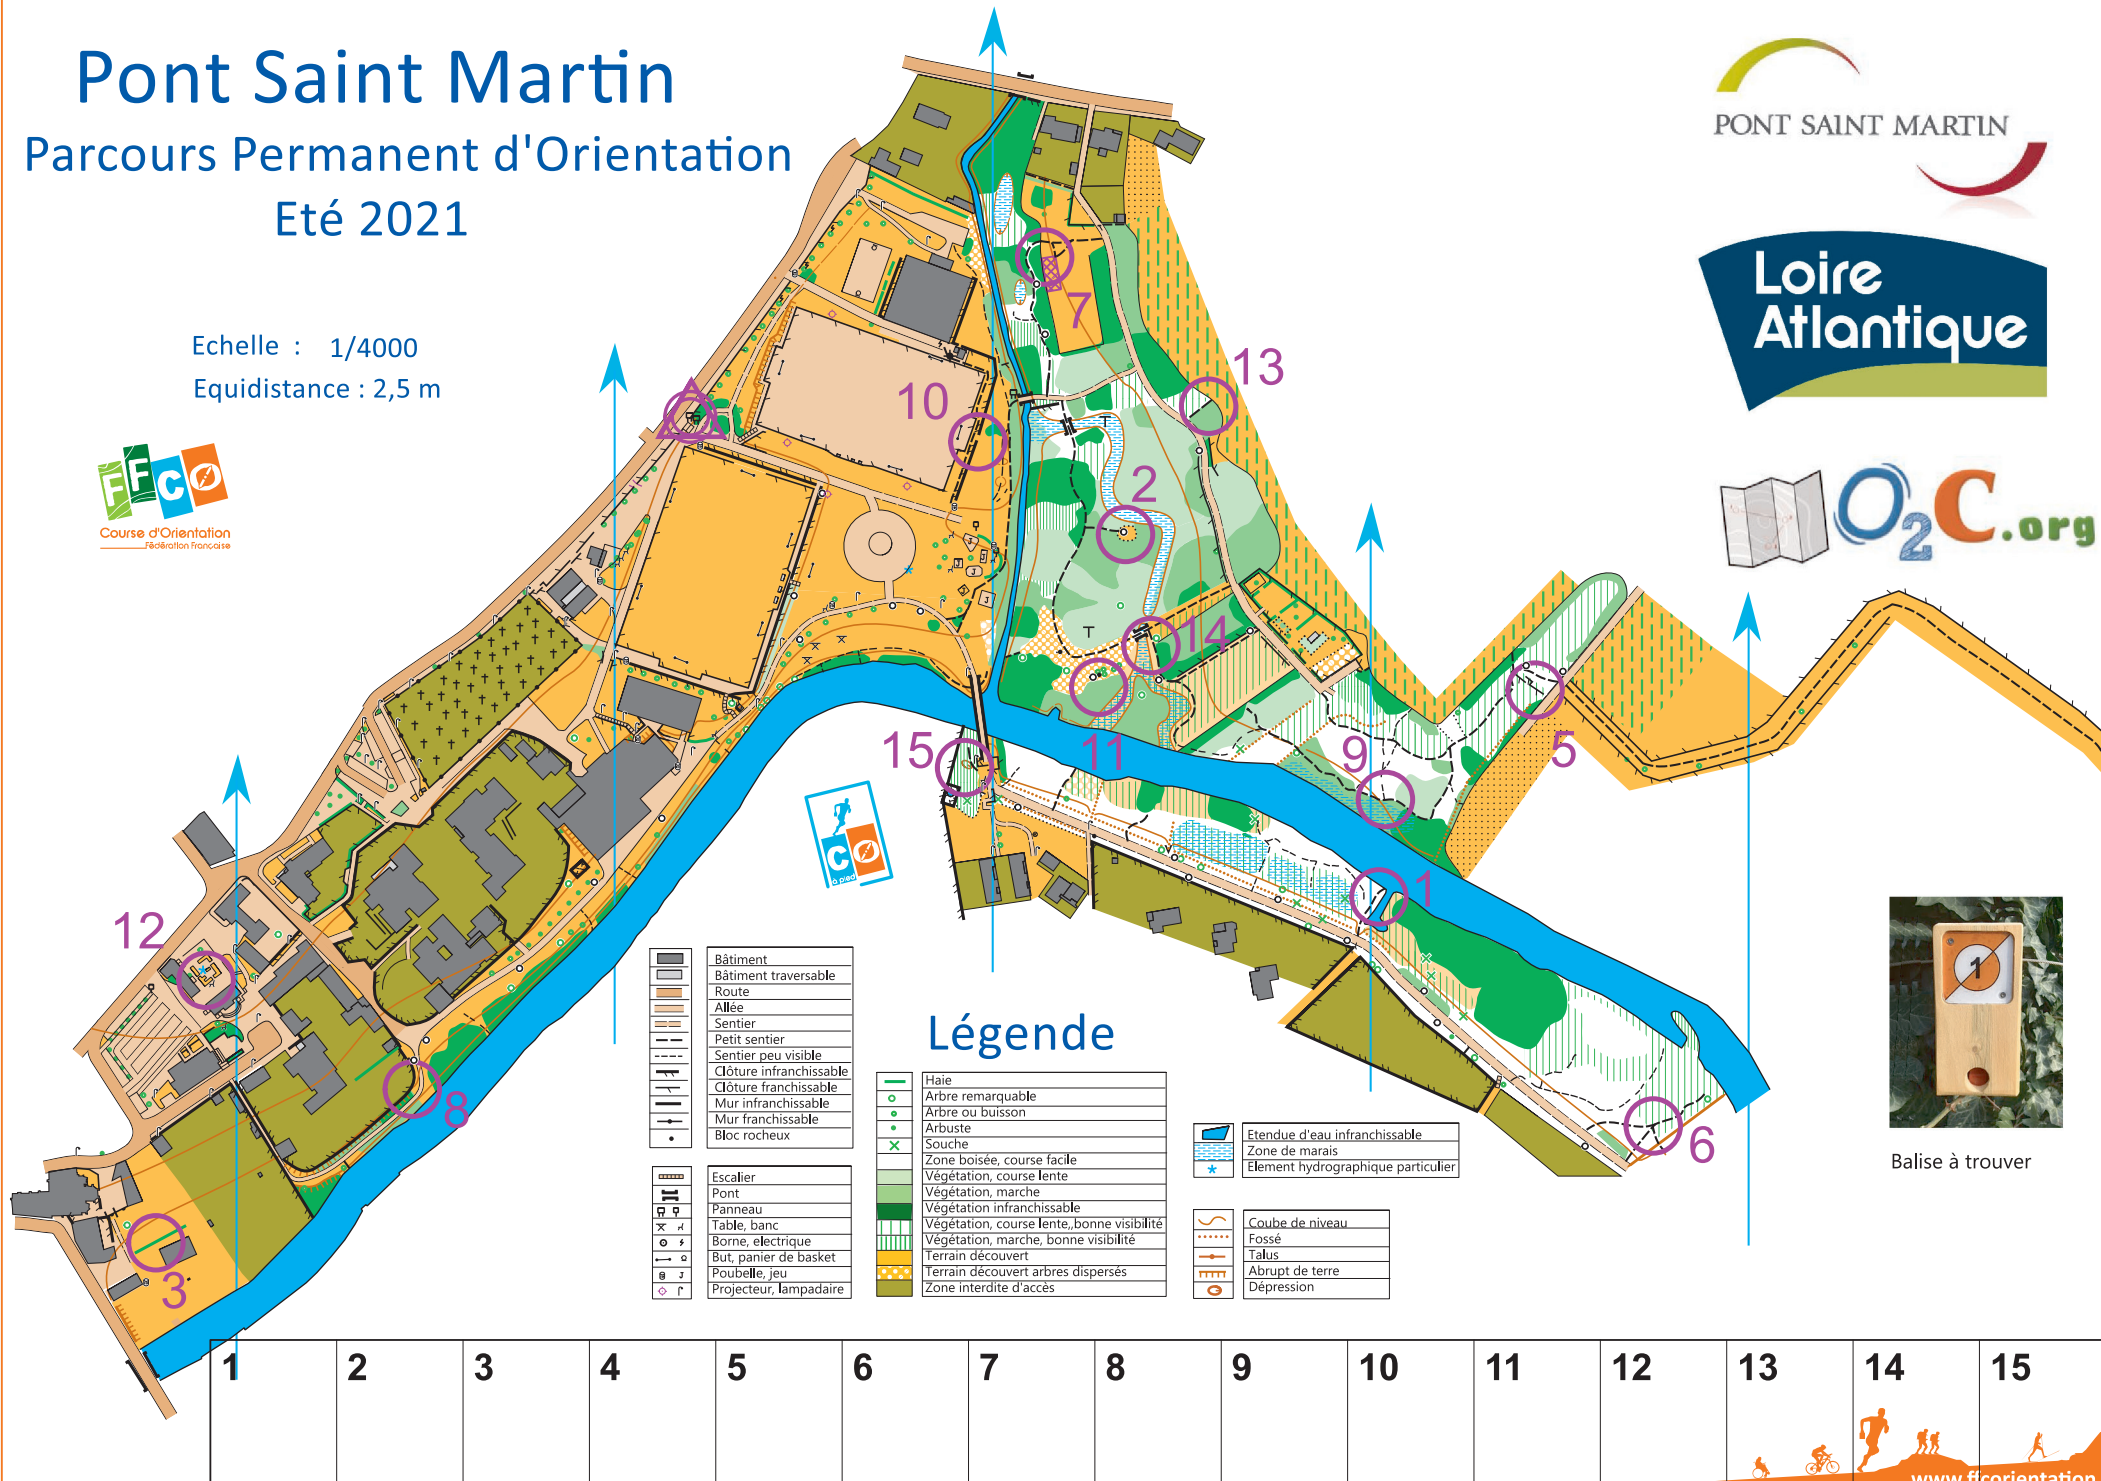 Pont Saint Martin
Parcours Permanent d'Orientation
Eté 2021
Echelle : 1/4000
Equidistance : 2,5 m
FFCO
Course d'Orientation
Fédération Française
PONT SAINT MARTIN
Loire
Atlantique
O2C.org
7
13
10
2
14
11
15
9
5
1
12
8
6
3
CO
à pied
Légende
Bâtiment
Bâtiment traversable
Route
Allée
Sentier
Petit sentier
Sentier peu visible
Clôture infranchissable
Clôture franchissable
Mur infranchissable
Mur franchissable
Bloc rocheux
Escalier
Pont
Panneau
Table, banc
Borne, electrique
But, panier de basket
Poubelle, jeu
Projecteur, lampadaire
Haie
Arbre remarquable
Arbre ou buisson
Arbuste
Souche
Zone boisée, course facile
Végétation, course lente
Végétation, marche
Végétation infranchissable
Végétation, course lente,,bonne visibilité
Végétation, marche, bonne visibilité
Terrain découvert
Terrain découvert arbres dispersés
Zone interdite d'accès
Etendue d'eau infranchissable
Zone de marais
Element hydrographique particulier
Coube de niveau
Fossé
Talus
Abrupt de terre
Dépression
1
Balise à trouver
1 2 3 4 5 6 7 8 9 10 11 12 13 14 15
www.ffcorientation